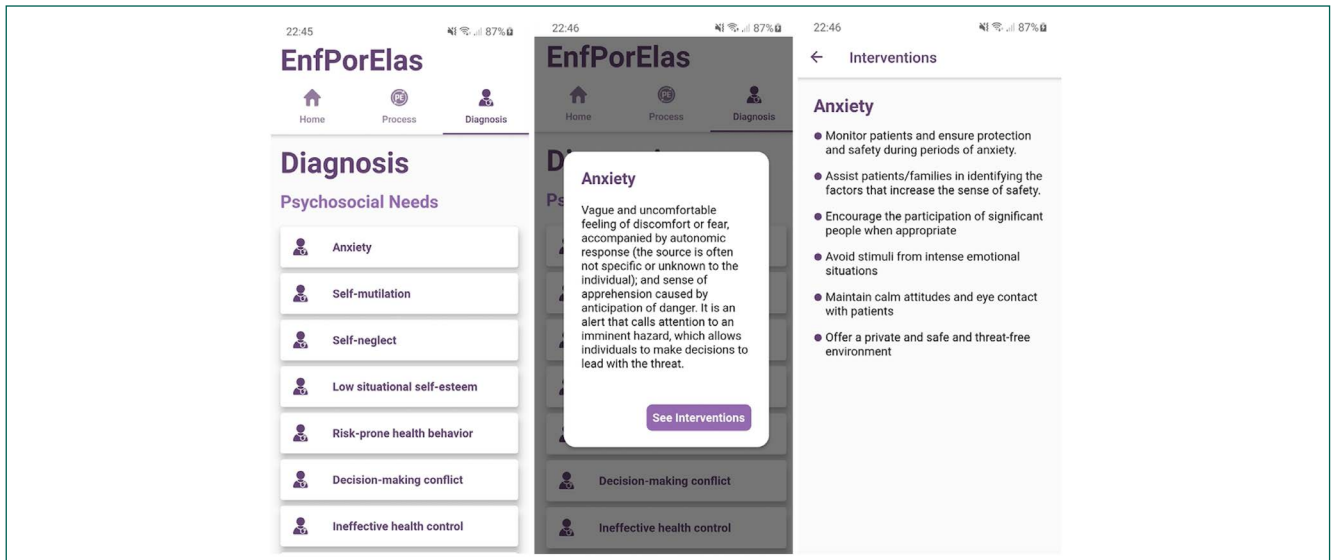 22:45 87%
EnfPorElas
Home Process Diagnosis
Diagnosis
Psychosocial Needs
Anxiety
Self-mutilation
Self-neglect
Low situational self-esteem
Risk-prone health behavior
Decision-making conflict
Ineffective health control
22:46 87%
EnfPorElas
Home Process Diagnosis
D
Ps
Anxiety
Vague and uncomfortable
feeling of discomfort or fear,
accompanied by autonomic
response (the source is often
not specific or unknown to the
individual); and sense of
apprehension caused by
anticipation of danger. It is an
alert that calls attention to an
imminent hazard, which allows
individuals to make decisions to
lead with the threat.
See Interventions
Decision-making conflict
Ineffective health control
22:46 87%
Interventions
Anxiety
Monitor patients and ensure protection
and safety during periods of anxiety.
Assist patients/families in identifying the
factors that increase the sense of safety.
Encourage the participation of significant
people when appropriate
Avoid stimuli from intense emotional
situations
Maintain calm attitudes and eye contact
with patients
Offer a private and safe and threat-free
environment